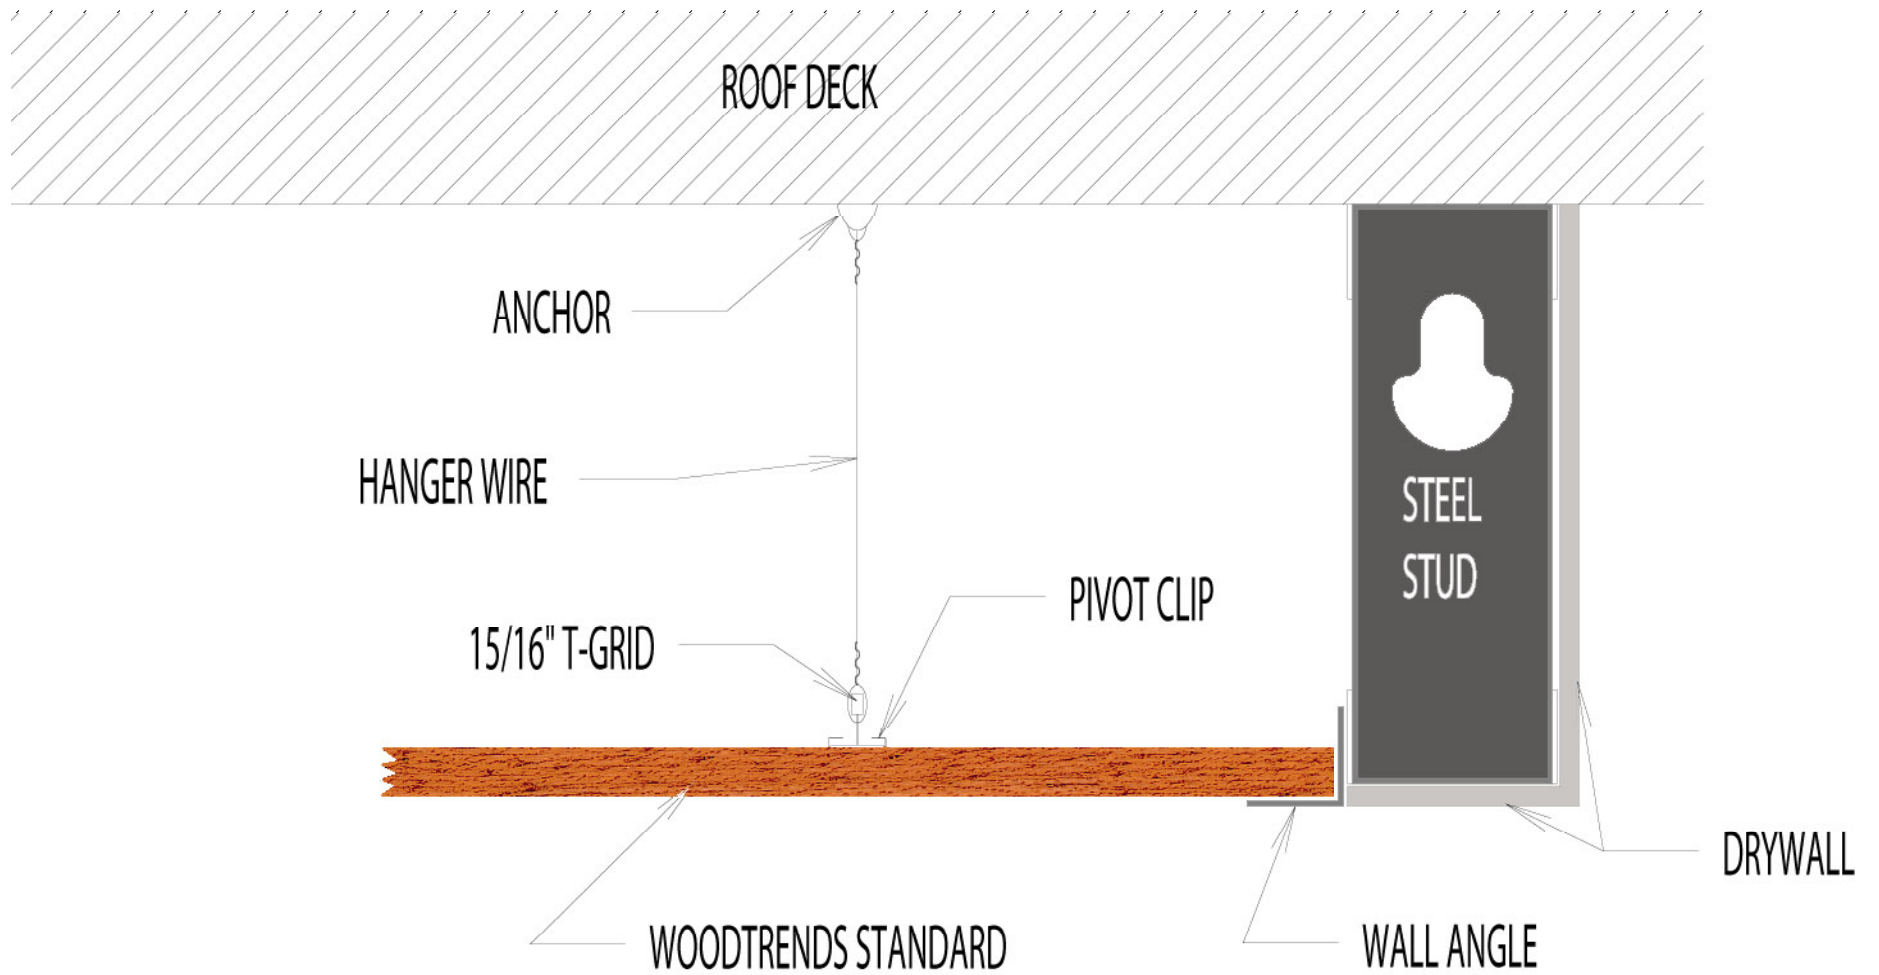 ROOF DECK
ANCHOR
HANGER WIRE
STEEL
STUD
PIVOT CLIP
15/16" T-GRID
DRYWALL
WOODTRENDS STANDARD
WALL ANGLE